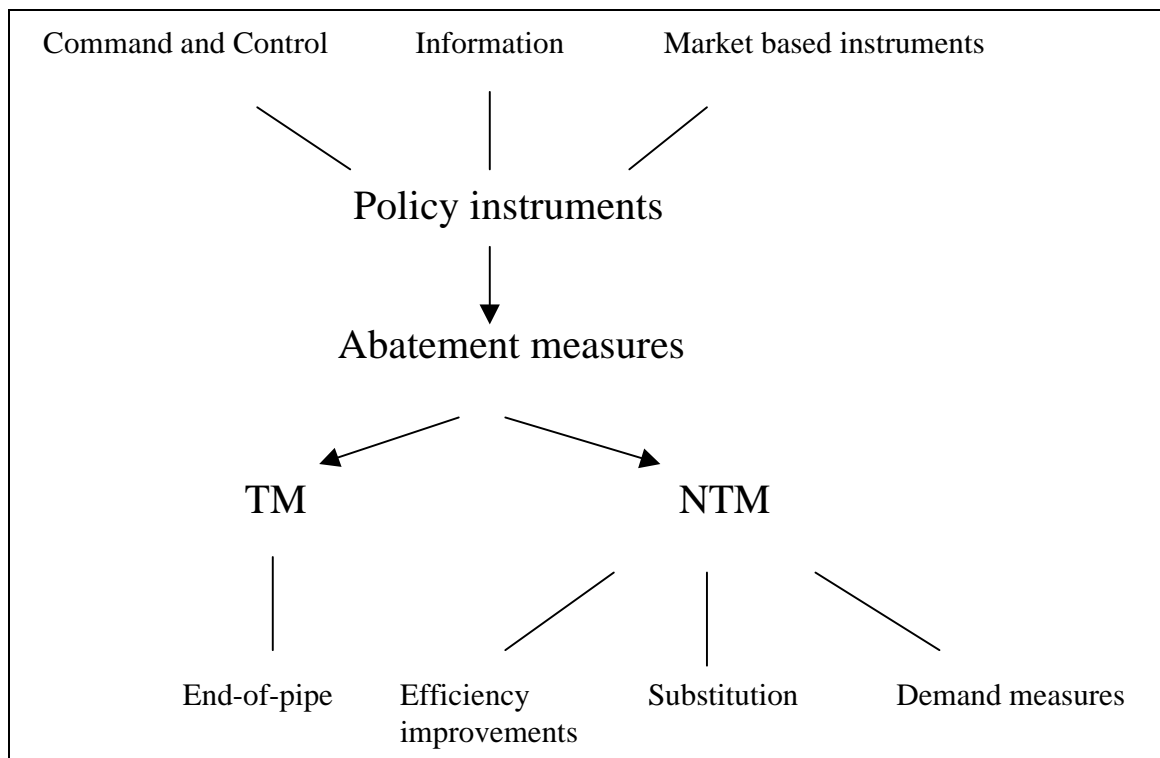 Command and Control
Information
Market based instruments
Policy instruments
Abatement measures
TM
NTM
End-of-pipe
Efficiency
improvements
Substitution
Demand measures